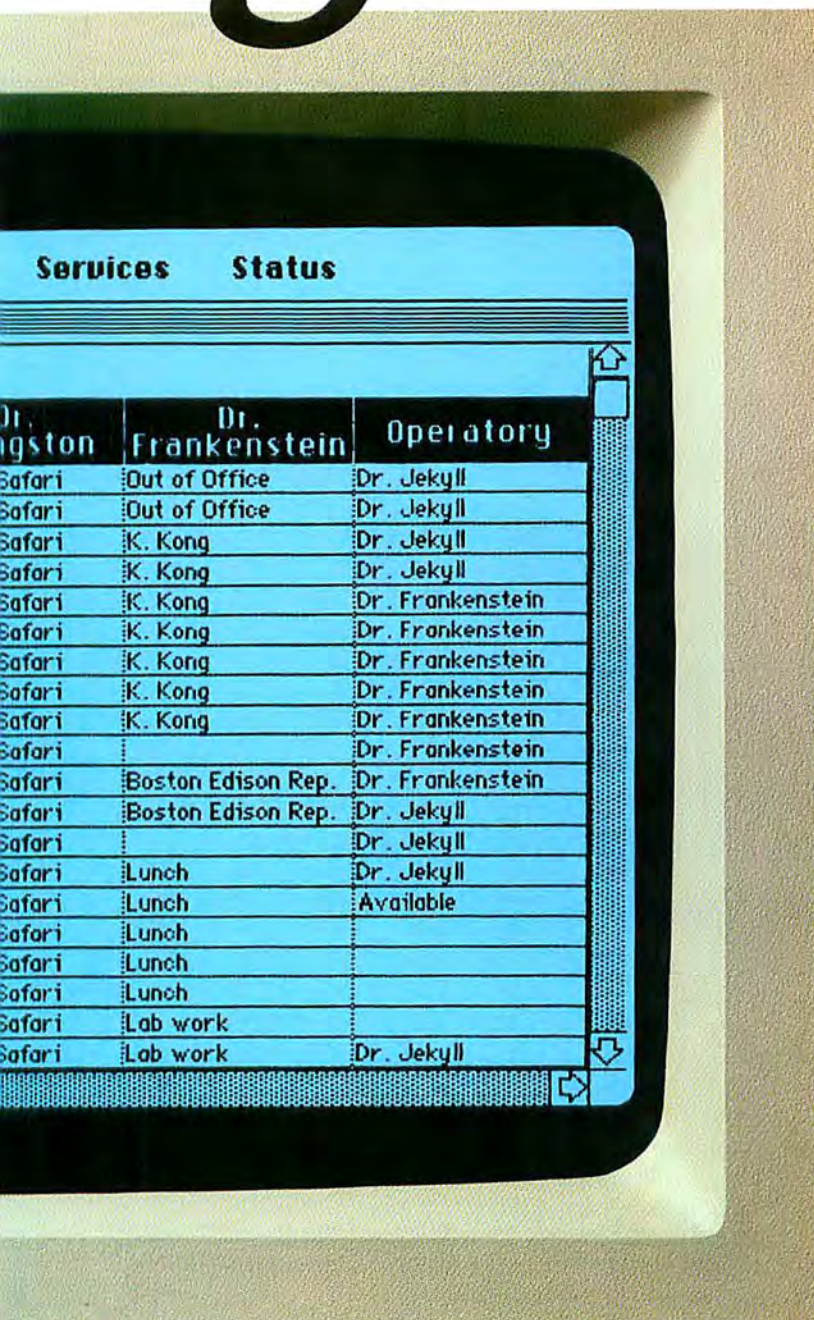 Services Status
Dr. Dr.
ngston Frankenstein Operatory
Safari Out of Office Dr. Jekyll
Safari Out of Office Dr. Jekyll
Safari K. Kong Dr. Jekyll
Safari K. Kong Dr. Jekyll
Safari K. Kong Dr. Frankenstein
Safari K. Kong Dr. Frankenstein
Safari K. Kong Dr. Frankenstein
Safari K. Kong Dr. Frankenstein
Safari K. Kong Dr. Frankenstein
Safari Dr. Frankenstein
Safari Boston Edison Rep. Dr. Frankenstein
Safari Boston Edison Rep. Dr. Jekyll
Safari Dr. Jekyll
Safari Lunch Dr. Jekyll
Safari Lunch Available
Safari Lunch
Safari Lunch
Safari Lunch
Safari Lab work
Safari Lab work Dr. Jekyll